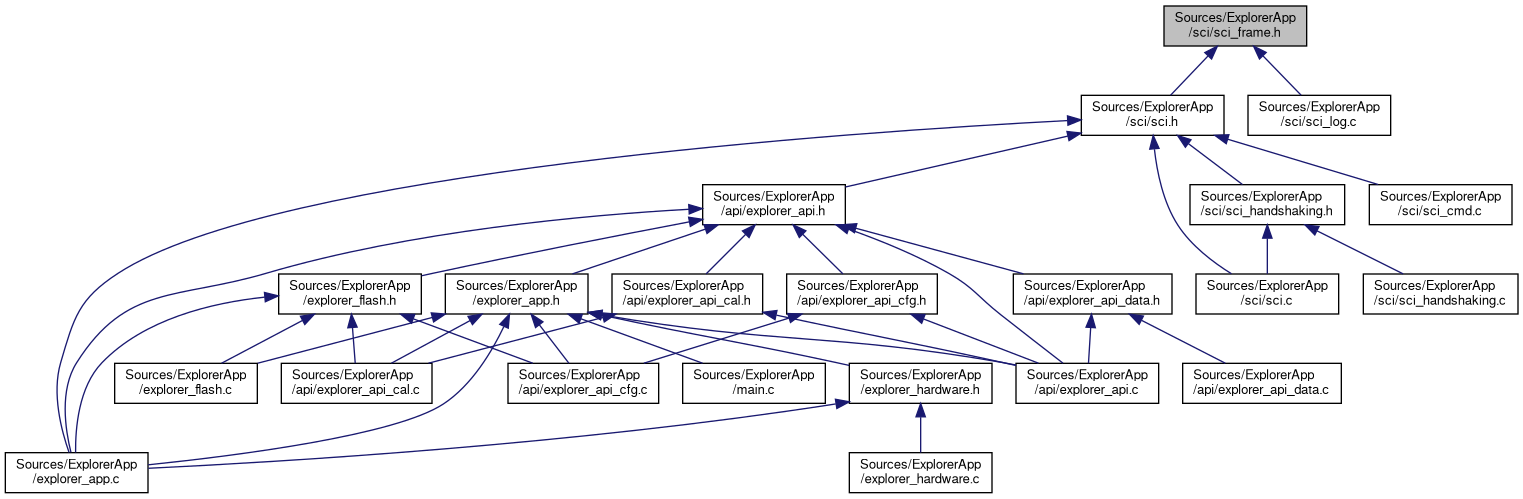 Sources/ExplorerApp
/sci/sci_frame.h
Sources/ExplorerApp
/sci/sci.h
Sources/ExplorerApp
/sci/sci_log.c
Sources/ExplorerApp
/api/explorer_api.h
Sources/ExplorerApp
/sci/sci_handshaking.h
Sources/ExplorerApp
/sci/sci_cmd.c
Sources/ExplorerApp
/explorer_flash.h
Sources/ExplorerApp
/explorer_app.h
Sources/ExplorerApp
/api/explorer_api_cal.h
Sources/ExplorerApp
/api/explorer_api_cfg.h
Sources/ExplorerApp
/api/explorer_api_data.h
Sources/ExplorerApp
/sci/sci.c
Sources/ExplorerApp
/sci/sci_handshaking.c
Sources/ExplorerApp
/explorer_flash.c
Sources/ExplorerApp
/api/explorer_api_cal.c
Sources/ExplorerApp
/api/explorer_api_cfg.c
Sources/ExplorerApp
/main.c
Sources/ExplorerApp
/explorer_hardware.h
Sources/ExplorerApp
/api/explorer_api.c
Sources/ExplorerApp
/api/explorer_api_data.c
Sources/ExplorerApp
/explorer_app.c
Sources/ExplorerApp
/explorer_hardware.c